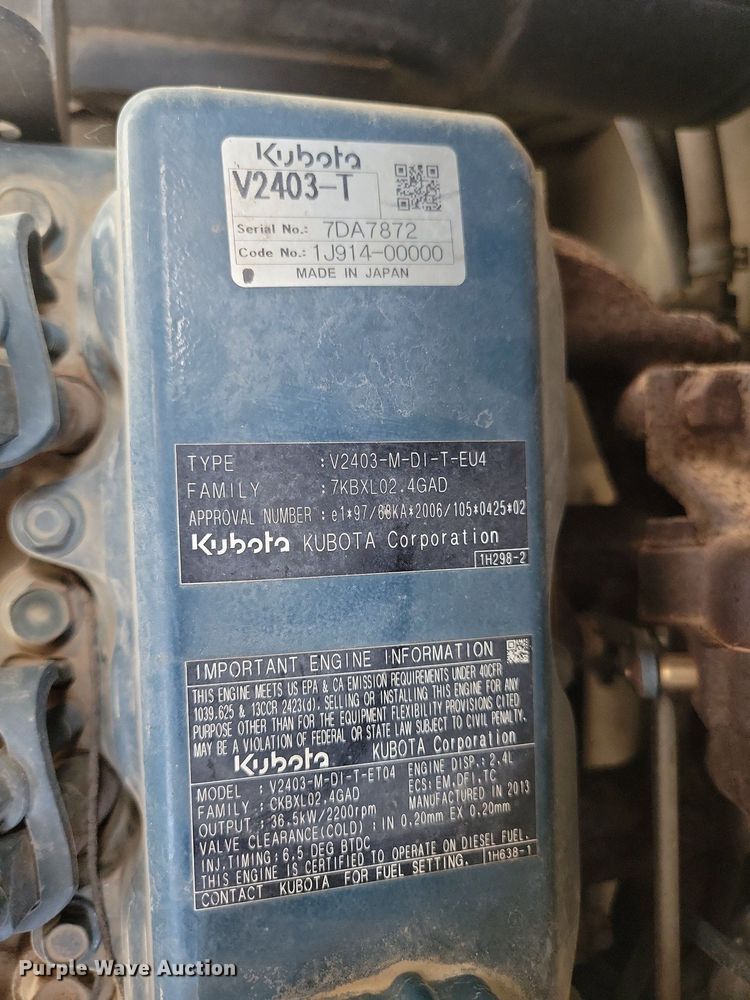 Kubota
V2403-T
Serial No.: 7DA7872
Code No.: 1J914-00000
MADE IN JAPAN
TYPE :V2403-M-DI-T-EU4
FAMILY :7KBXL02.4GAD
APPROVAL NUMBER :e1*97/68KA*2006/105*0425*02
Kubota KUBOTA Corporation
1H298-2
IMPORTANT ENGINE INFORMATION
THIS ENGINE MEETS US EPA & CA EMISSION REQUIREMENTS UNDER 40CFR
1039.625 & 13CCR 2423(d). SELLING OR INSTALLING THIS ENGINE FOR ANY
PURPOSE OTHER THAN FOR THE EQUIPMENT FLEXIBILITY PROVISIONS CITED
MAY BE A VIOLATION OF FEDERAL OR STATE LAW SUBJECT TO CIVIL PENALTY.
Kubota KUBOTA Corporation
MODEL : V2403-M-DI-T-ET04 ENGINE DISP.:2.4L
FAMILY : CKBXL02.4GAD ECS:EM,DFI,TC
OUTPUT : 36.5kW/2200rpm MANUFACTURED IN 2013
VALVE CLEARANCE(COLD) : IN 0.20mm EX 0.20mm
INJ.TIMING:6.5 DEG BTDC
THIS ENGINE IS CERTIFIED TO OPERATE ON DIESEL FUEL.
CONTACT KUBOTA FOR FUEL SETTING. 1H638-1
Purple Wave Auction